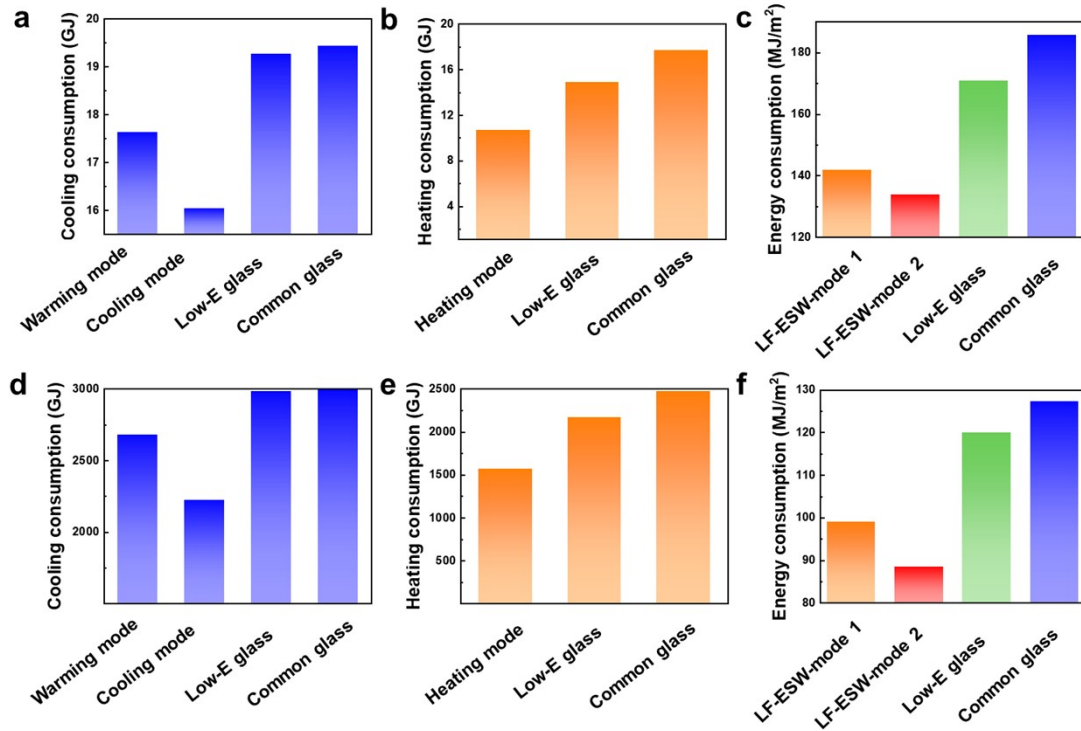 a
Cooling consumption (GJ)
20
19
18
17
16
Warming mode
Cooling mode
Low-E glass
Common glass
b
Heating consumption (GJ)
20
16
12
8
4
Heating mode
Low-E glass
Common glass
c
Energy consumption (MJ/m²)
180
160
140
120
LF-ESW-mode 1
LF-ESW-mode 2
Low-E glass
Common glass
d
Cooling consumption (GJ)
3000
2500
2000
Warming mode
Cooling mode
Low-E glass
Common glass
e
Heating consumption (GJ)
2500
2000
1500
1000
500
Heating mode
Low-E glass
Common glass
f
Energy consumption (MJ/m²)
130
120
110
100
90
80
LF-ESW-mode 1
LF-ESW-mode 2
Low-E glass
Common glass